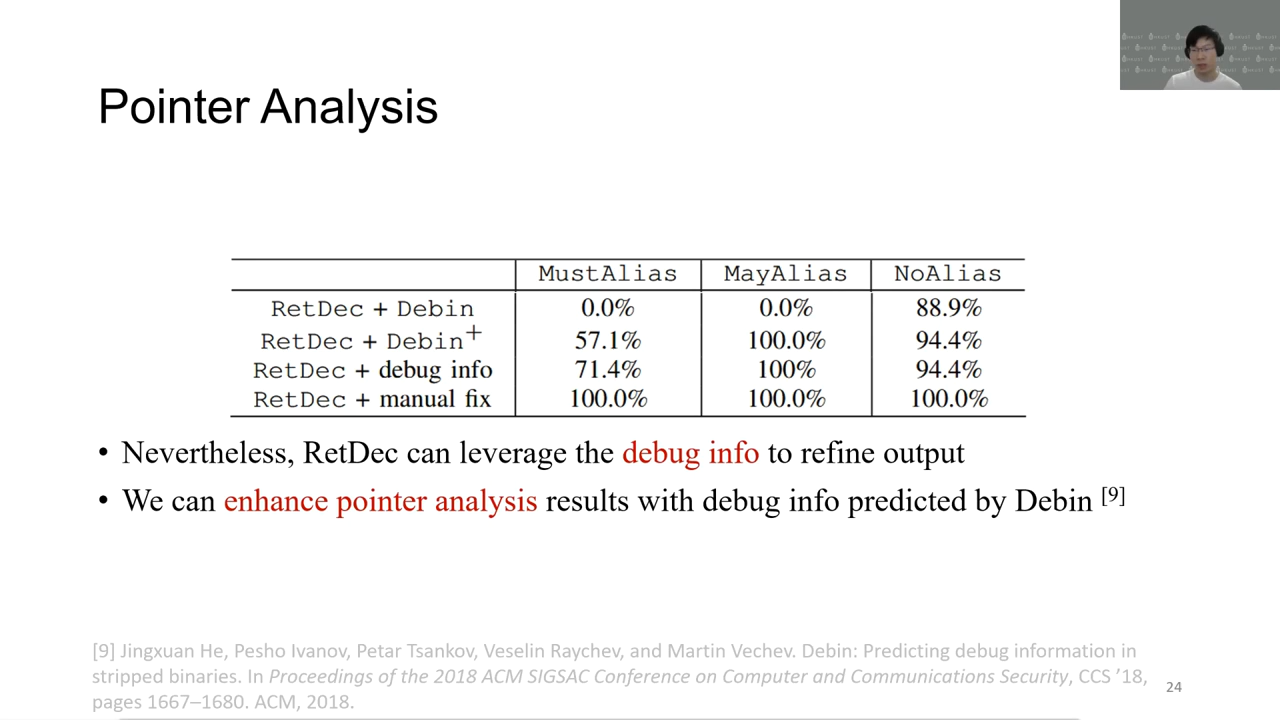 Pointer Analysis
MustAlias MayAlias NoAlias
RetDec + Debin 0.0% 0.0% 88.9%
RetDec + Debin+ 57.1% 100.0% 94.4%
RetDec + debug info 71.4% 100% 94.4%
RetDec + manual fix 100.0% 100.0% 100.0%
• Nevertheless, RetDec can leverage the debug info to refine output
• We can enhance pointer analysis results with debug info predicted by Debin [9]
[9] Jingxuan He, Pesho Ivanov, Petar Tsankov, Veselin Raychev, and Martin Vechev. Debin: Predicting debug information in
stripped binaries. In Proceedings of the 2018 ACM SIGSAC Conference on Computer and Communications Security, CCS ’18,
pages 1667–1680. ACM, 2018.
24